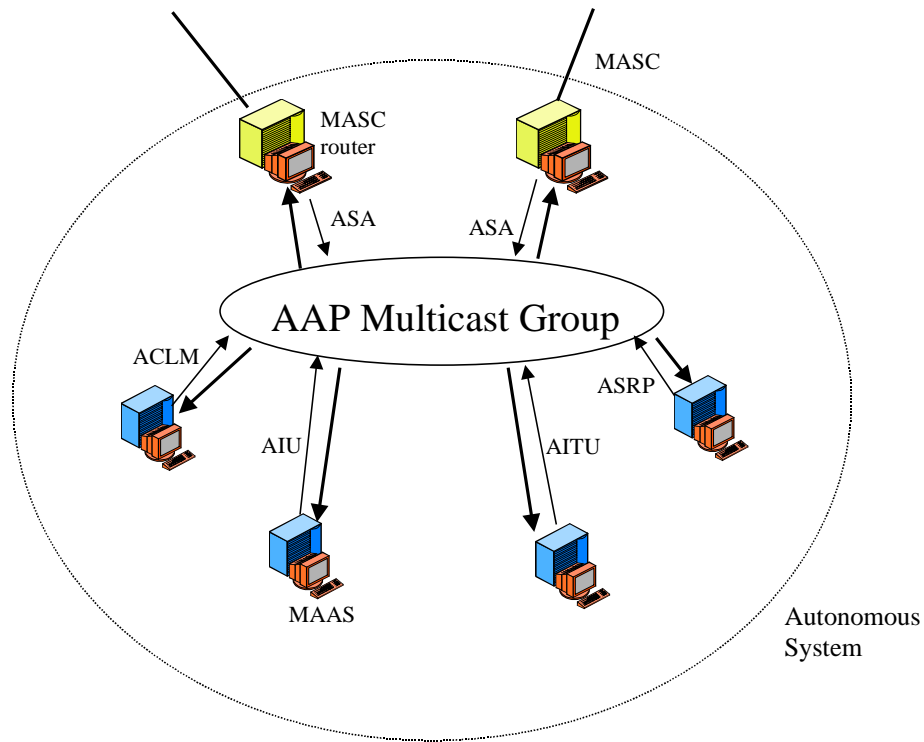 MASC
MASC
router
ASA
ASA
AAP Multicast Group
ACLM
ASRP
AIU
AITU
MAAS
Autonomous
System